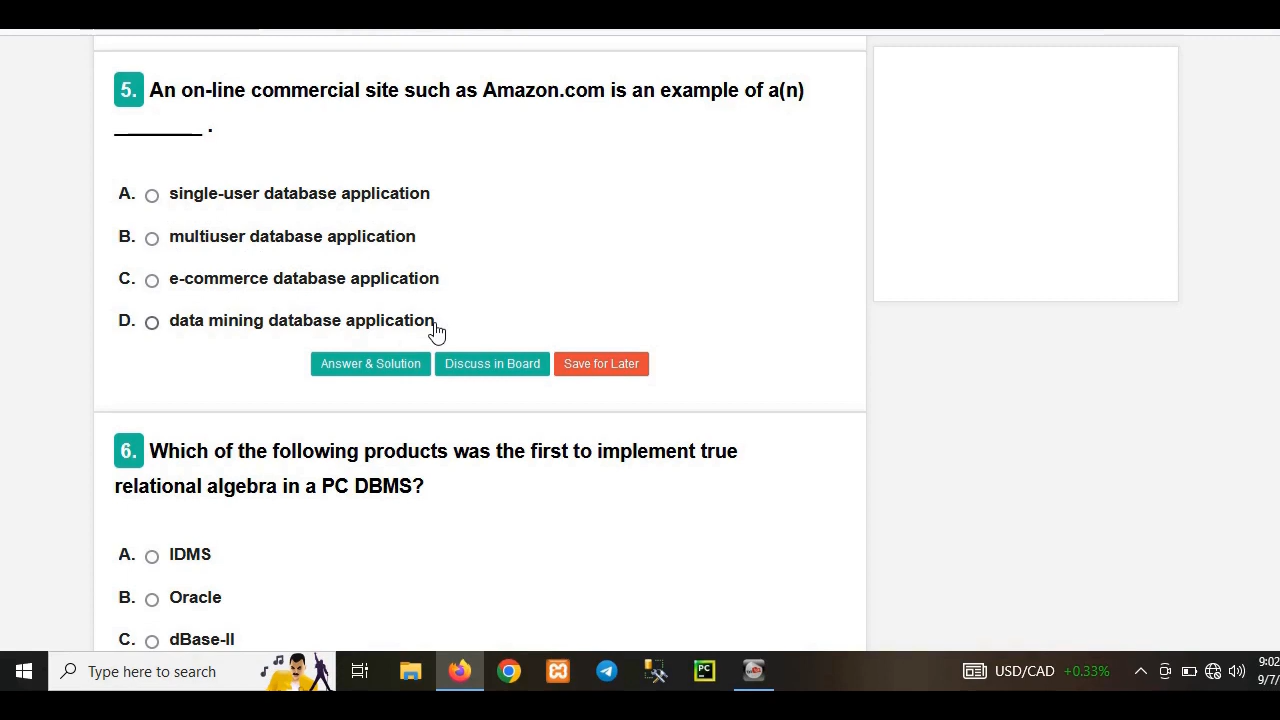 5. An on-line commercial site such as Amazon.com is an example of a(n)
________ .
A. single-user database application
B. multiuser database application
C. e-commerce database application
D. data mining database application
Answer & Solution Discuss in Board Save for Later
6. Which of the following products was the first to implement true
relational algebra in a PC DBMS?
A. IDMS
B. Oracle
C. dBase-II
Type here to search PC USD/CAD +0.33% 9:02
9/7/